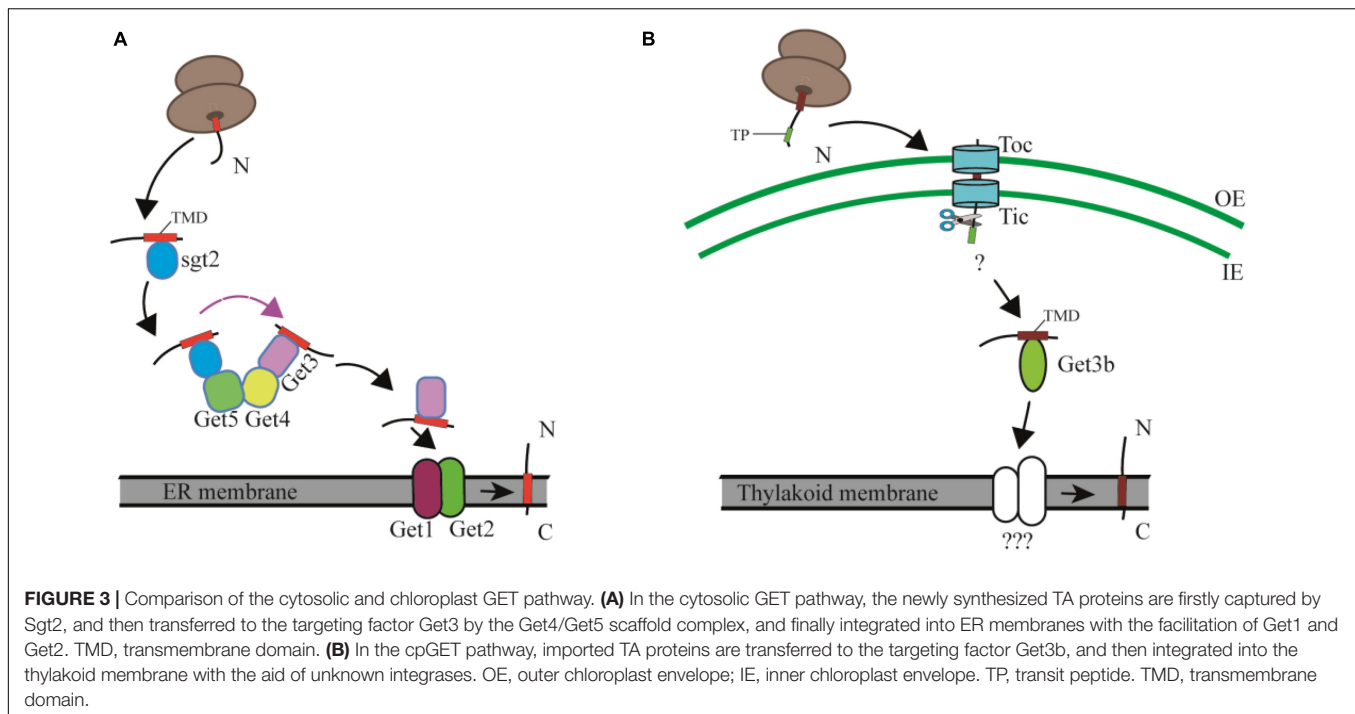 A
N
TMD
sgt2
Get3
Get5 Get4
N
ER membrane
Get1 Get2
C
B
TP
N
Toc
OE
Tic
IE
?
TMD
Get3b
N
Thylakoid membrane
???
C
FIGURE 3 | Comparison of the cytosolic and chloroplast GET pathway. (A) In the cytosolic GET pathway, the newly synthesized TA proteins are firstly captured by
Sgt2, and then transferred to the targeting factor Get3 by the Get4/Get5 scaffold complex, and finally integrated into ER membranes with the facilitation of Get1 and
Get2. TMD, transmembrane domain. (B) In the cpGET pathway, imported TA proteins are transferred to the targeting factor Get3b, and then integrated into the
thylakoid membrane with the aid of unknown integrases. OE, outer chloroplast envelope; IE, inner chloroplast envelope. TP, transit peptide. TMD, transmembrane
domain.